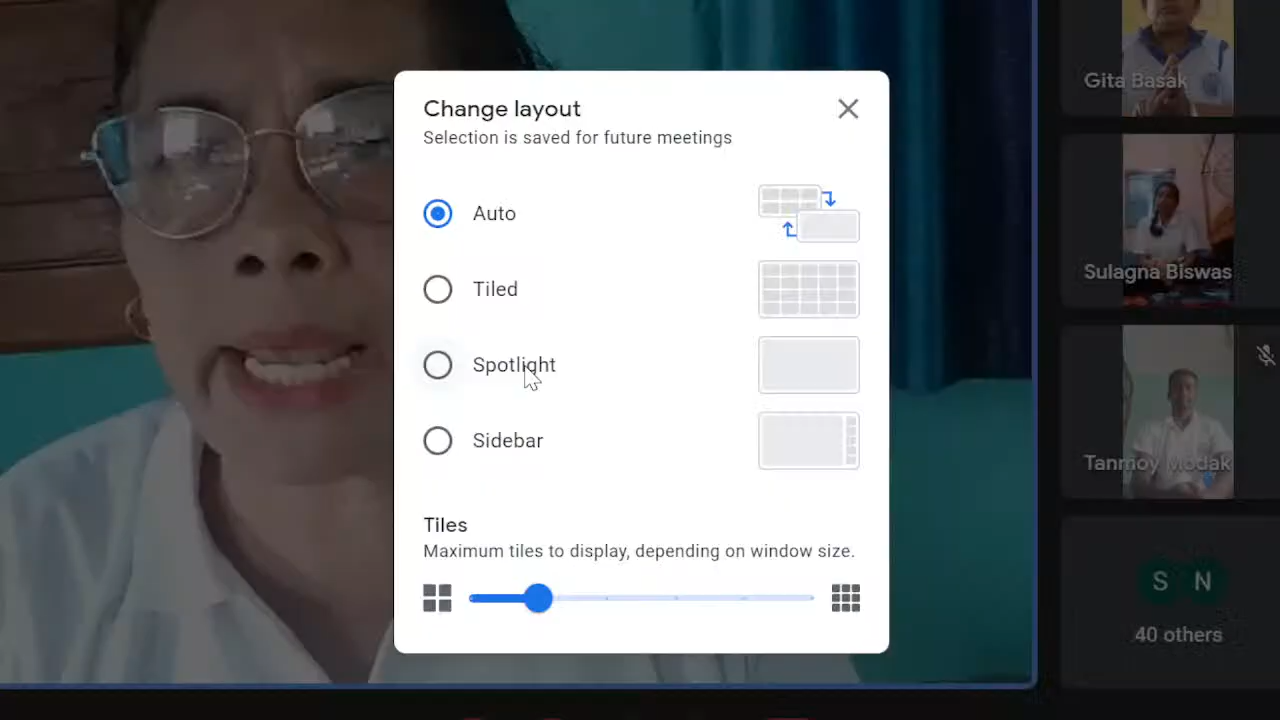 Change layout
Selection is saved for future meetings
Auto
Tiled
Spotlight
Sidebar
Tiles
Maximum tiles to display, depending on window size.
Gita Basak
Sulagna Biswas
Tanmoy Modak
S N
40 others